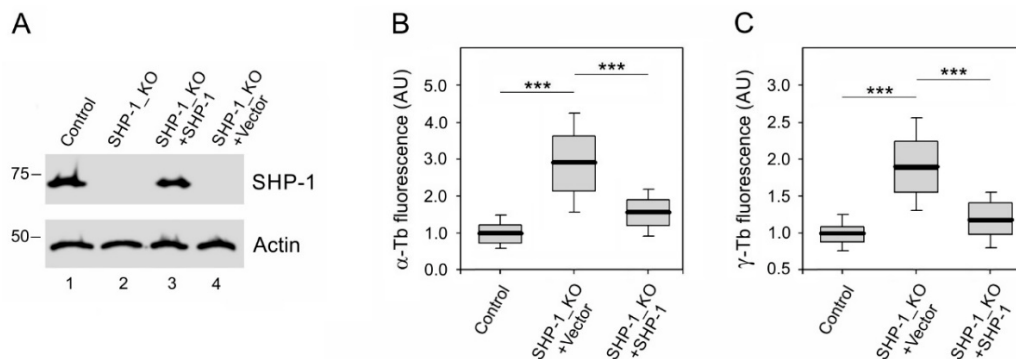 A
Control
SHP-1_KO
SHP-1_KO
+SHP-1
SHP-1_KO
+Vector
75
SHP-1
50
Actin
1 2 3 4
B
α-Tb fluorescence (AU)
5.0
4.0
3.0
2.0
1.0
0.0
***
***
Control
SHP-1_KO
+Vector
SHP-1_KO
+SHP-1
C
γ-Tb fluorescence (AU)
3.0
2.5
2.0
1.5
1.0
0.5
***
***
Control
SHP-1_KO
+Vector
SHP-1_KO
+SHP-1